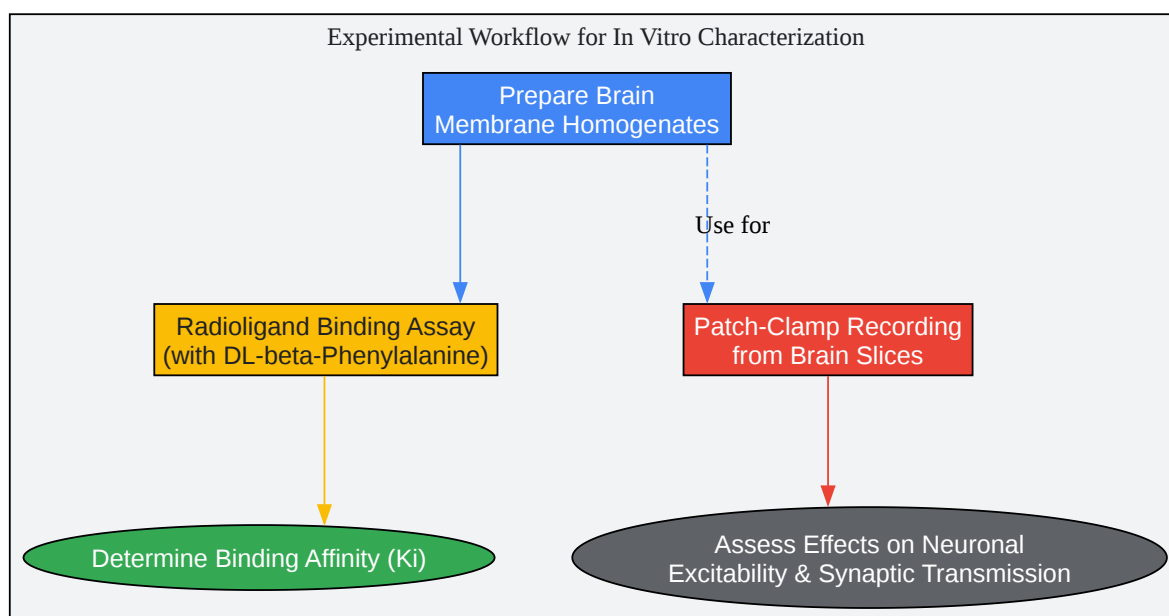 Experimental Workflow for In Vitro Characterization
Prepare Brain
Membrane Homogenates
Use for
Radioligand Binding Assay
(with DL-beta-Phenylalanine)
Patch-Clamp Recording
from Brain Slices
Determine Binding Affinity (Ki)
Assess Effects on Neuronal
Excitability & Synaptic Transmission